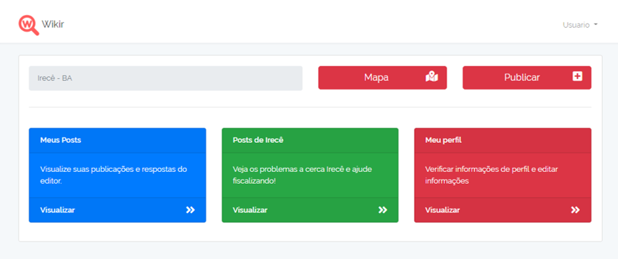 W Wikir
Usuario
Irecê - BA
Mapa
Publicar
Meus Posts
Visualize suas publicações e respostas do
editor.
Visualizar
Posts de Irecê
Veja os problemas a cerca Irecê e ajude
fiscalizando!
Visualizar
Meu perfil
Verificar informações de perfil e editar
informações
Visualizar